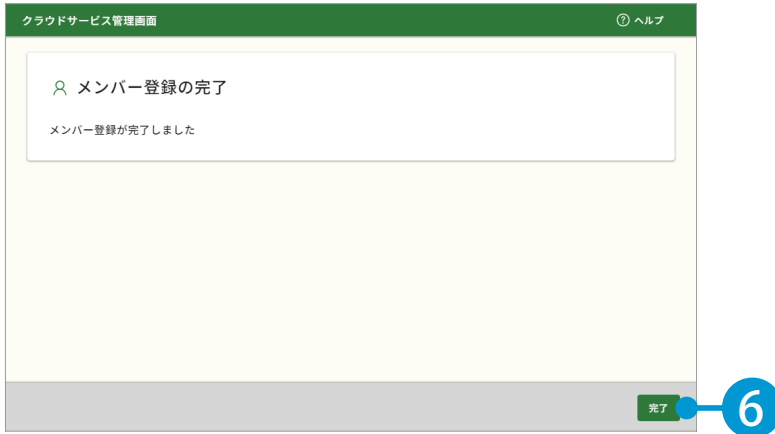 クラウドサービス管理画面
? ヘルプ
メンバー登録の完了
メンバー登録が完了しました
完了
6